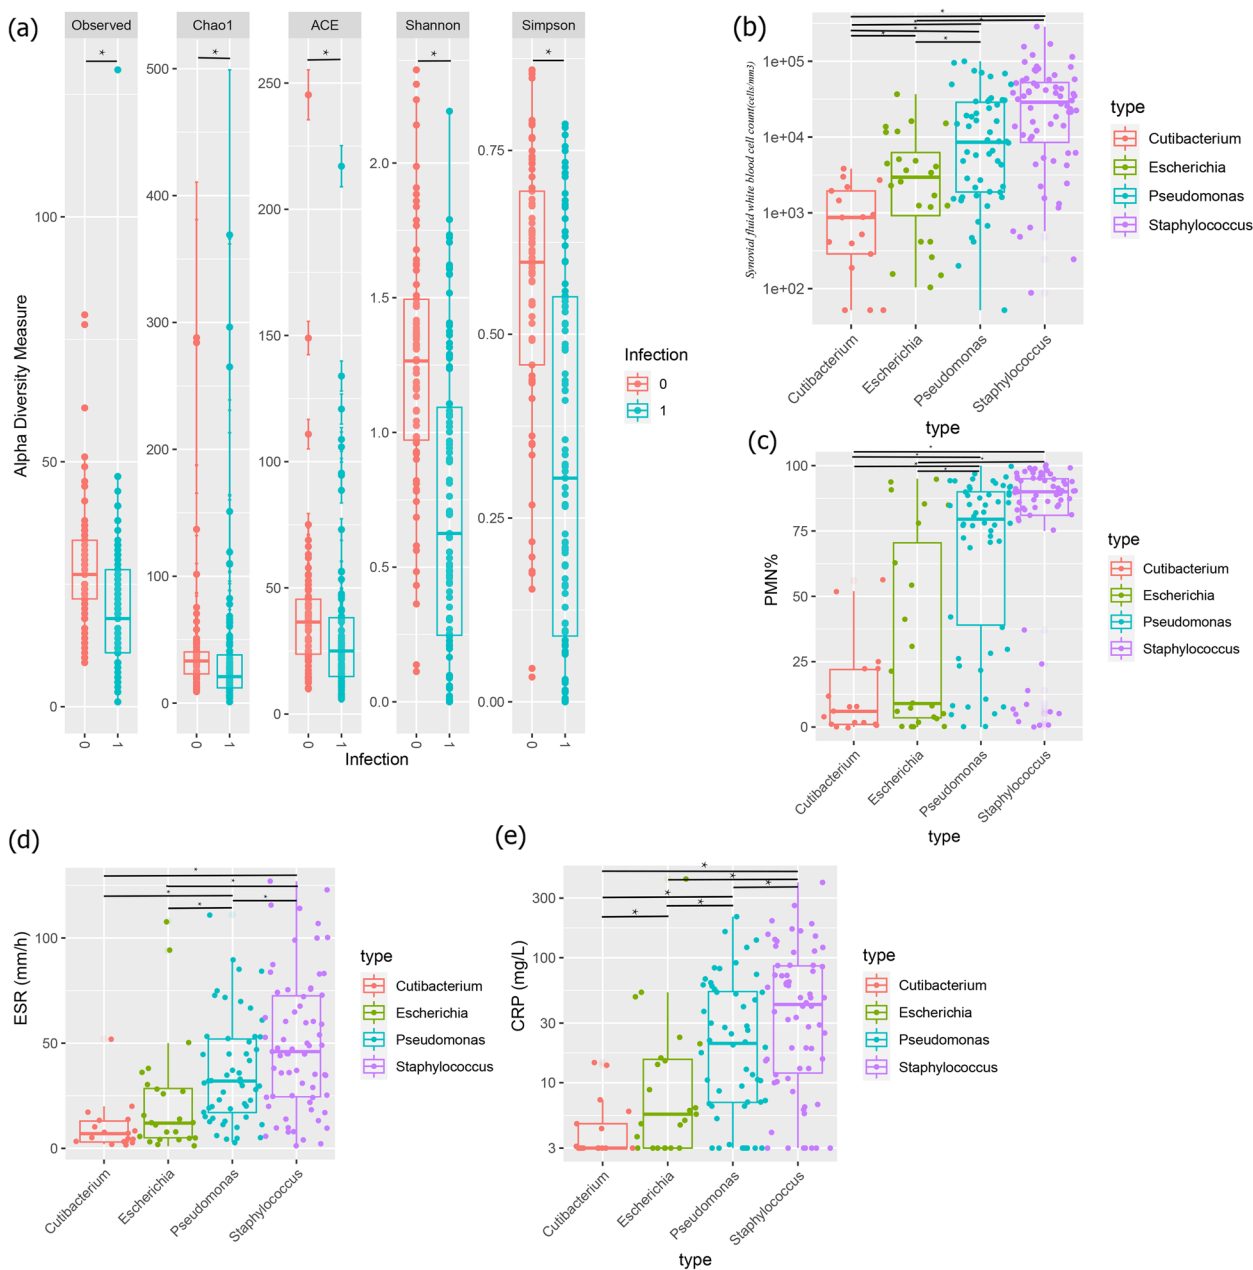 (a)
Observed
Chao1
ACE
Shannon
Simpson
*
*
*
*
*
Alpha Diversity Measure
100
50
0
500
400
300
200
100
0
250
200
150
100
50
0
2.0
1.5
1.0
0.5
0.0
0.75
0.50
0.25
0.00
0
1
0
1
0
1
0
1
0
1
Infection
Infection
0
1
(b)
Synovial fluid white blood cell count(cells/mm3)
1e+05
1e+04
1e+03
1e+02
*
*
*
*
*
*
Cutibacterium
Escherichia
Pseudomonas
Staphylococcus
type
type
Cutibacterium
Escherichia
Pseudomonas
Staphylococcus
(c)
PMN%
100
75
50
25
0
*
*
*
*
*
Cutibacterium
Escherichia
Pseudomonas
Staphylococcus
type
type
Cutibacterium
Escherichia
Pseudomonas
Staphylococcus
(d)
ESR (mm/h)
100
50
0
*
*
*
*
*
Cutibacterium
Escherichia
Pseudomonas
Staphylococcus
type
Cutibacterium
Escherichia
Pseudomonas
Staphylococcus
(e)
CRP (mg/L)
300
100
30
10
3
*
*
*
*
*
*
Cutibacterium
Escherichia
Pseudomonas
Staphylococcus
type
type
Cutibacterium
Escherichia
Pseudomonas
Staphylococcus